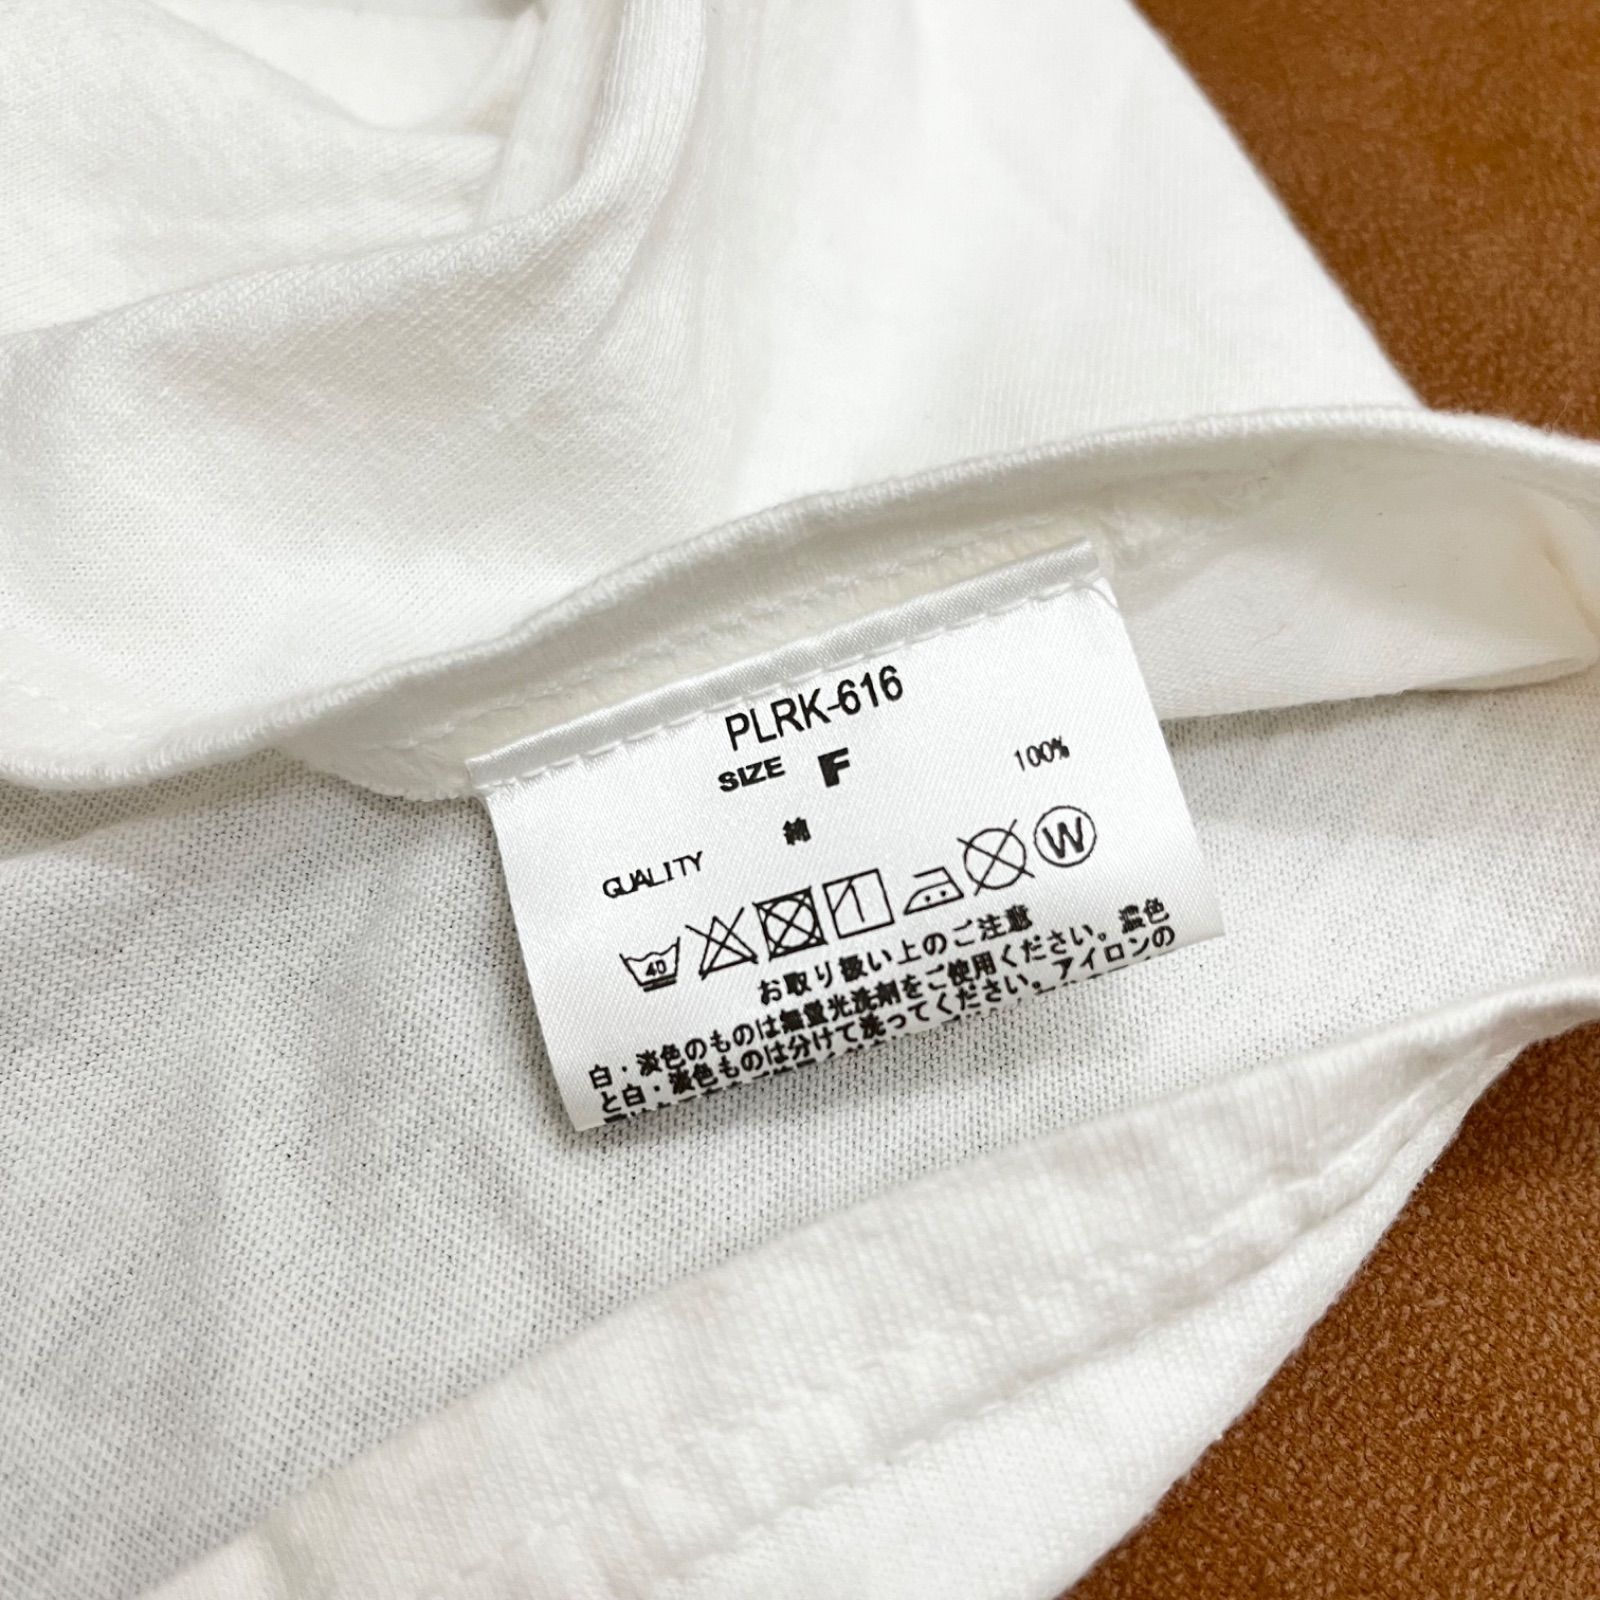 PLRK-616
SIZE F
綿 100%
QUALITY
40
W
お取り扱い上のご注意
白・淡色のものは無蛍光洗剤をご使用ください。濃色
と白・淡色ものは分けて洗ってください。アイロンの